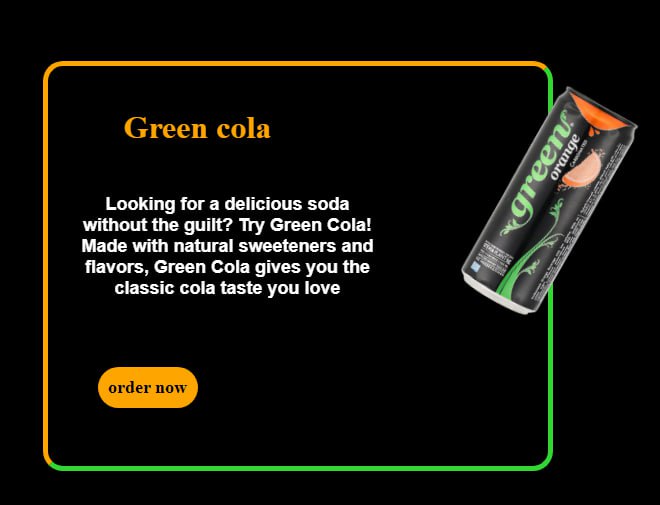 Green cola
Looking for a delicious soda
without the guilt? Try Green Cola!
Made with natural sweeteners and
flavors, Green Cola gives you the
classic cola taste you love
order now
green
orange
CARBONATED